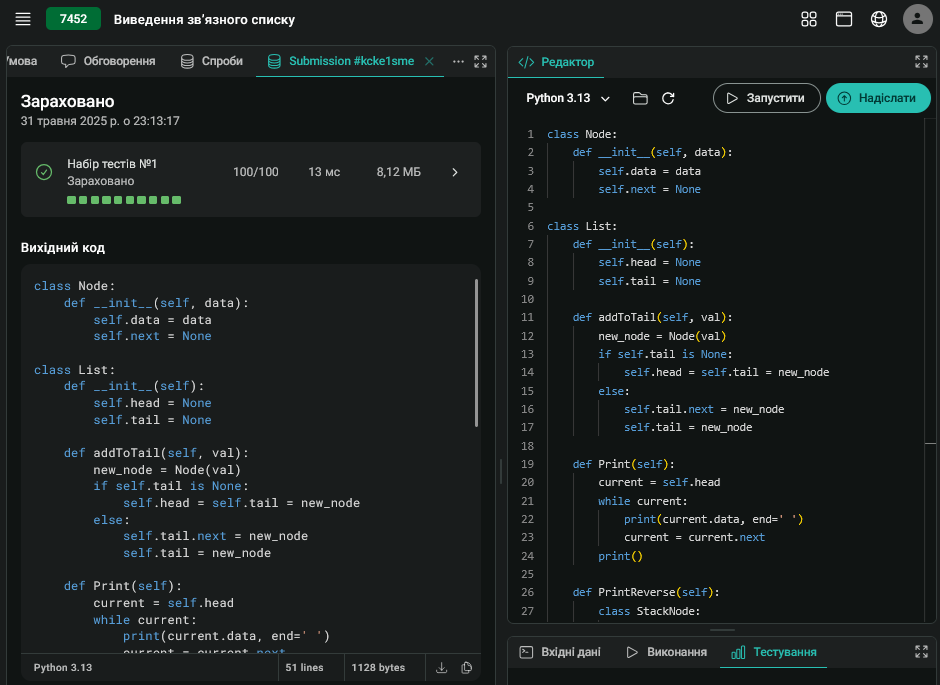 7452 Виведення зв'язного списку
Умова Обговорення Спроби Submission #kcke1sme
Зараховано
31 травня 2025 р. о 23:13:17
Набір тестів №1
Зараховано
100/100 13 мс 8,12 МБ
Вихідний код
class Node:
    def __init__(self, data):
        self.data = data
        self.next = None

class List:
    def __init__(self):
        self.head = None
        self.tail = None

    def addToTail(self, val):
        new_node = Node(val)
        if self.tail is None:
            self.head = self.tail = new_node
        else:
            self.tail.next = new_node
            self.tail = new_node

    def Print(self):
        current = self.head
        while current:
            print(current.data, end=' ')
            current = current.next
Python 3.13 51 lines 1128 bytes
</> Редактор
Python 3.13 Запустити Надіслати
1 class Node:
2     def __init__(self, data):
3         self.data = data
4         self.next = None
5
6 class List:
7     def __init__(self):
8         self.head = None
9         self.tail = None
10
11     def addToTail(self, val):
12         new_node = Node(val)
13         if self.tail is None:
14             self.head = self.tail = new_node
15         else:
16             self.tail.next = new_node
17             self.tail = new_node
18
19     def Print(self):
20         current = self.head
21         while current:
22             print(current.data, end=' ')
23             current = current.next
24         print()
25
26     def PrintReverse(self):
27         class StackNode:
Вхідні дані Виконання Тестування